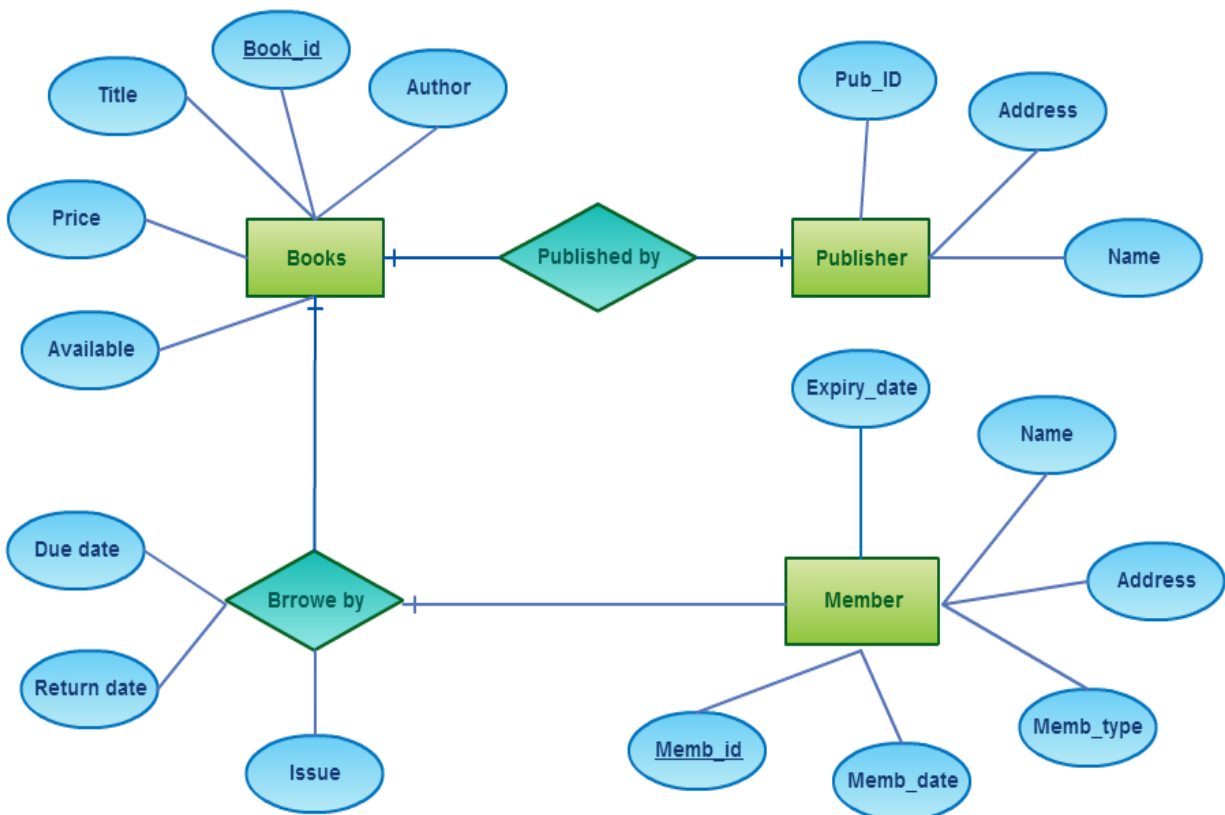 Book_id
Title
Author
Pub_ID
Address
Price
Books
Published by
Publisher
Name
Available
Expiry_date
Name
Due date
Brrowe by
Member
Address
Return date
Issue
Memb_id
Memb_date
Memb_type